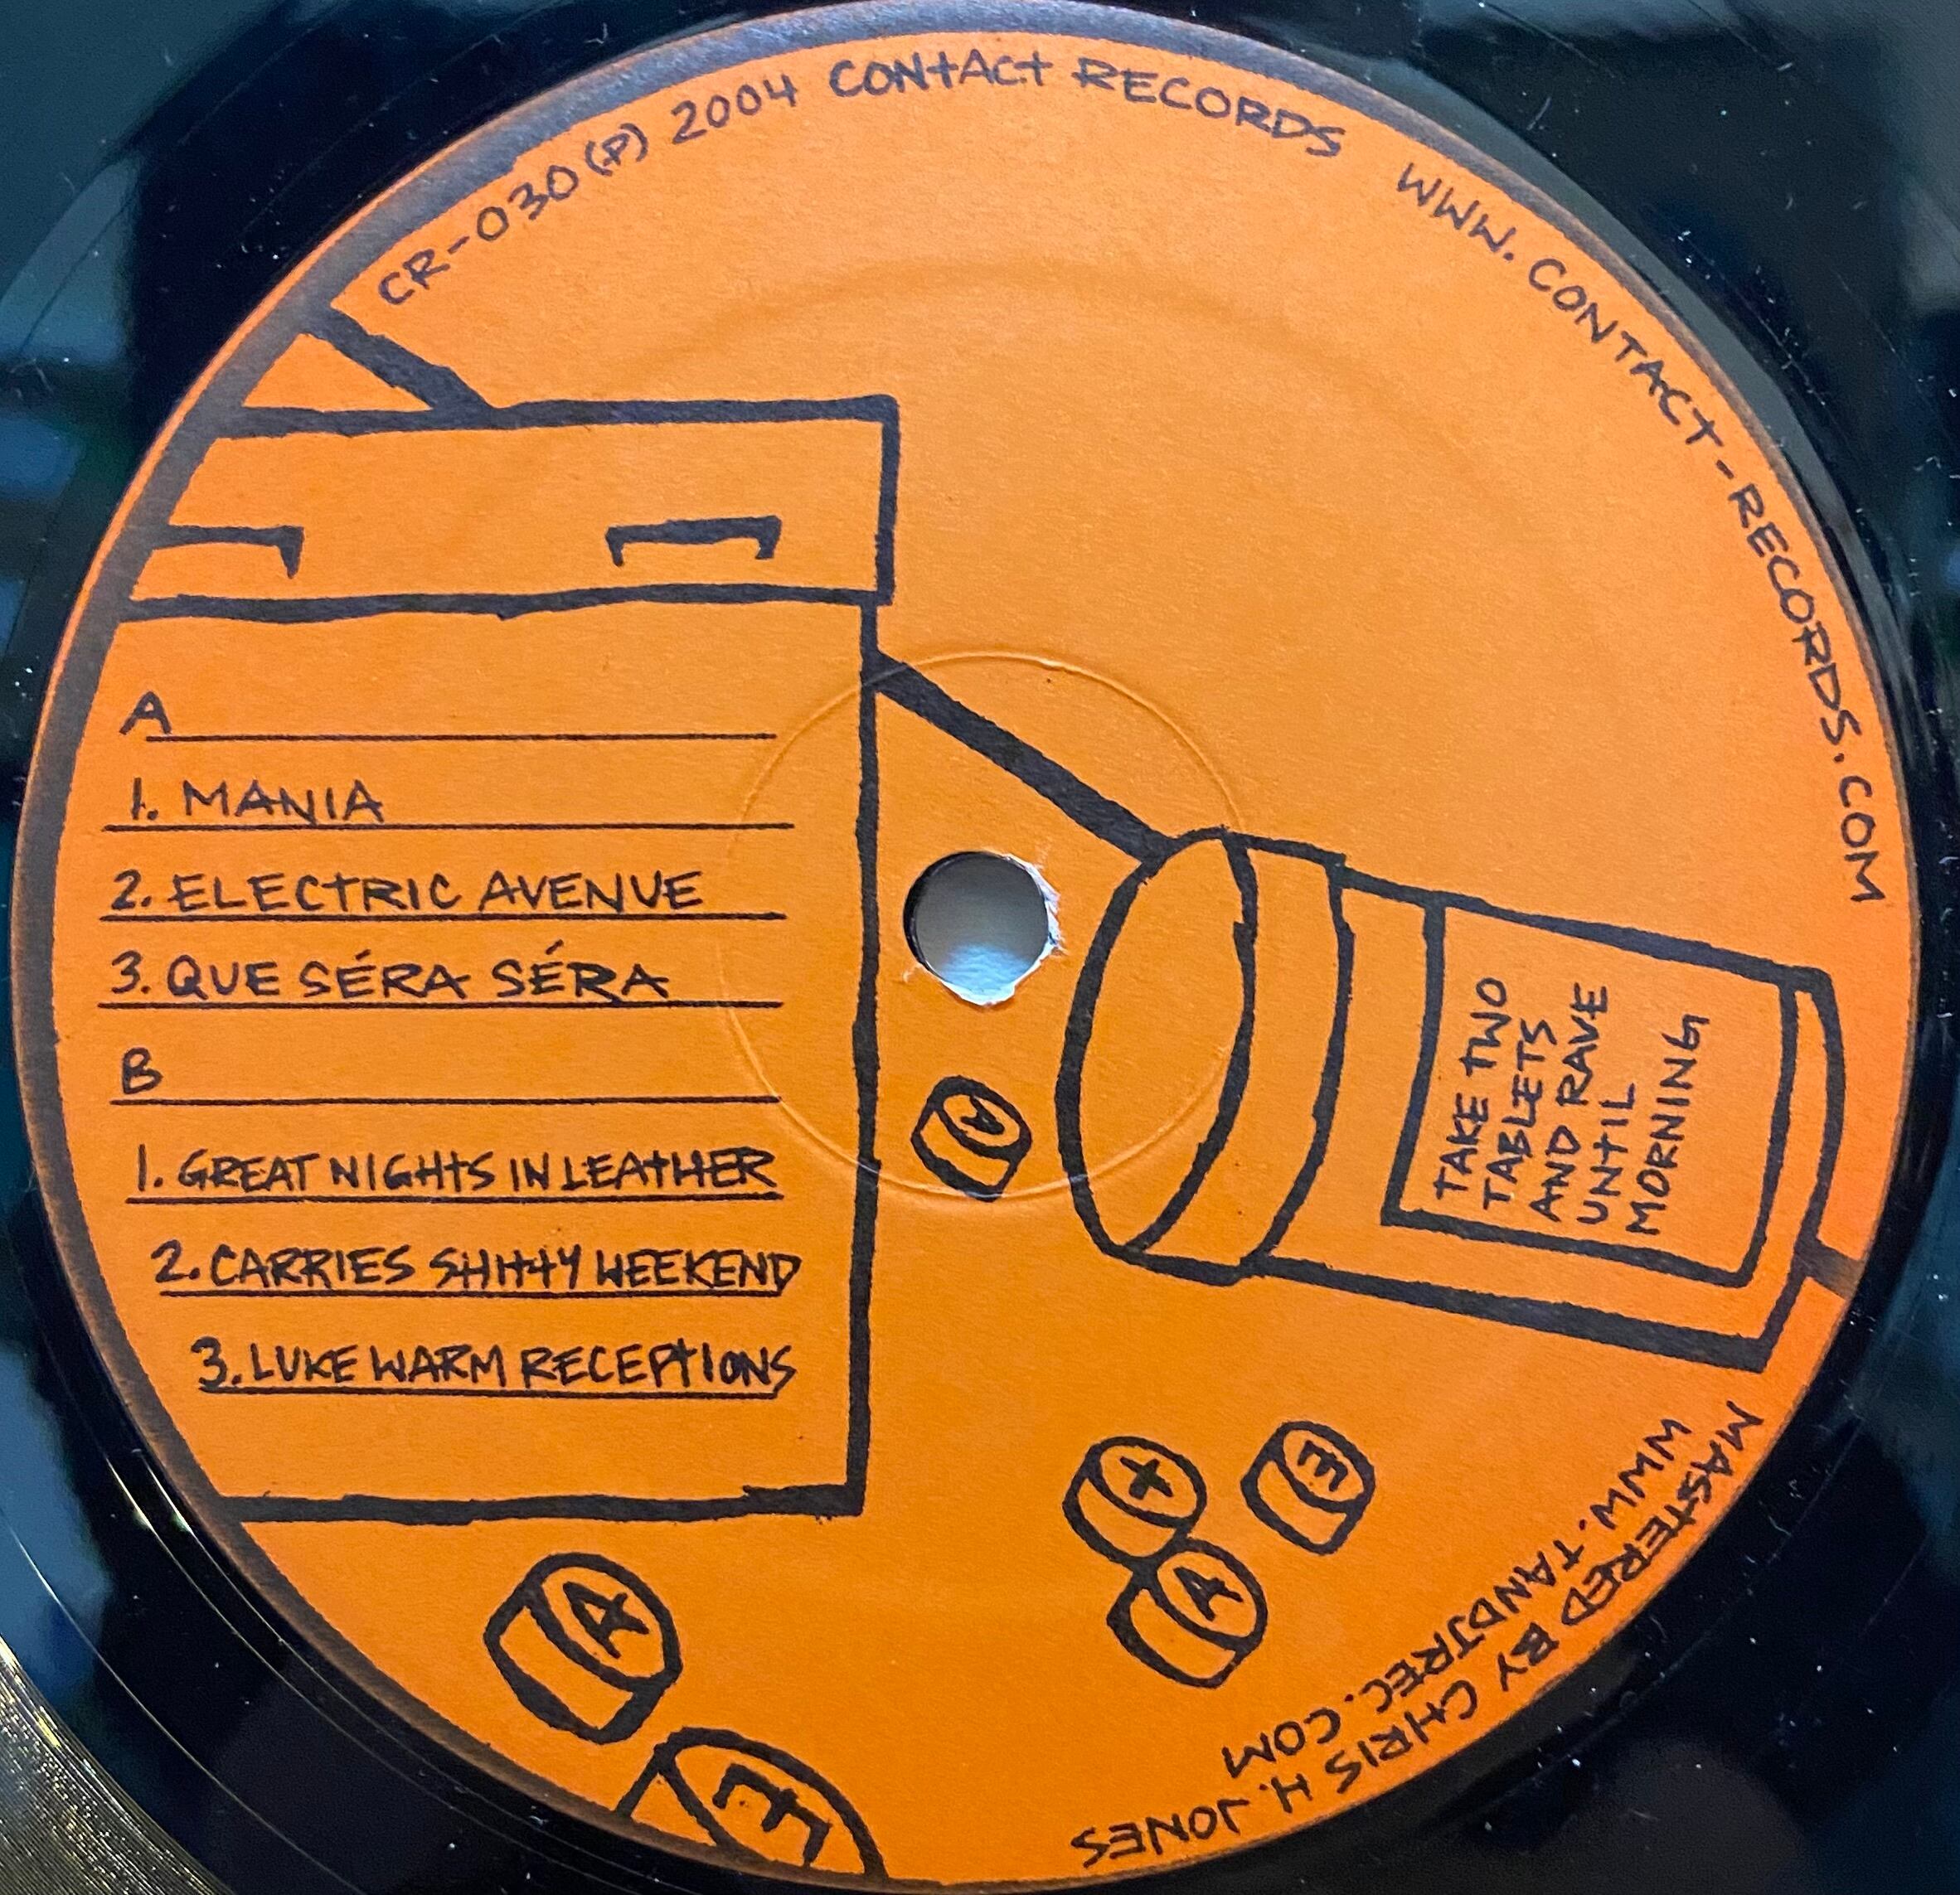 CR-030 (P) 2004 CONTACT RECORDS WWW.CONTACT-RECORDS.COM
A
1. MANIA
2. ELECTRIC AVENUE
3. QUE SÉRA SÉRA
B
1. GREAT NIGHTS IN LEATHER
2. CARRIES SHITTY WEEKEND
3. LUKE WARM RECEPTIONS
TAKE TWO
TABLETS
AND RAVE
UNTIL
MORNING
X
E
A
A
E
MASTERED BY CHRIS H. JONES
WWW.TANDTREC.COM